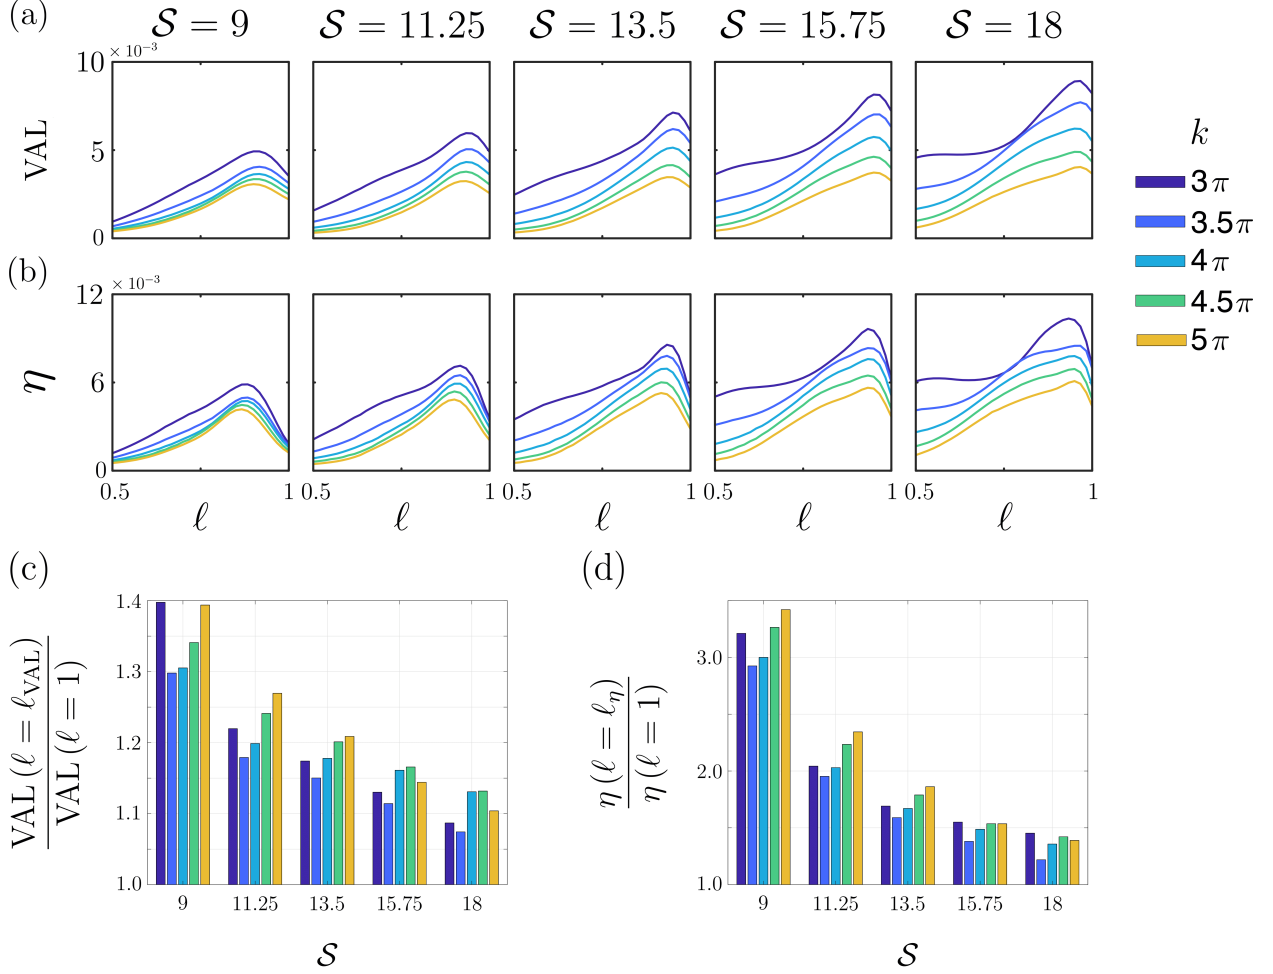 (a)
𝒮 = 9 𝒮 = 11.25 𝒮 = 13.5 𝒮 = 15.75 𝒮 = 18
× 10⁻³
10
5
0
VAL
k
3π
3.5π
4π
4.5π
5π
(b)
× 10⁻³
12
6
0
η
0.5 1 0.5 1 0.5 1 0.5 1 0.5 1
ℓ ℓ ℓ ℓ ℓ
(c)
VAL (ℓ = ℓ_VAL)
VAL (ℓ = 1)
1.4
1.3
1.2
1.1
1.0
9 11.25 13.5 15.75 18
𝒮
(d)
η (ℓ = ℓ_η)
η (ℓ = 1)
3.0
2.0
1.0
9 11.25 13.5 15.75 18
𝒮